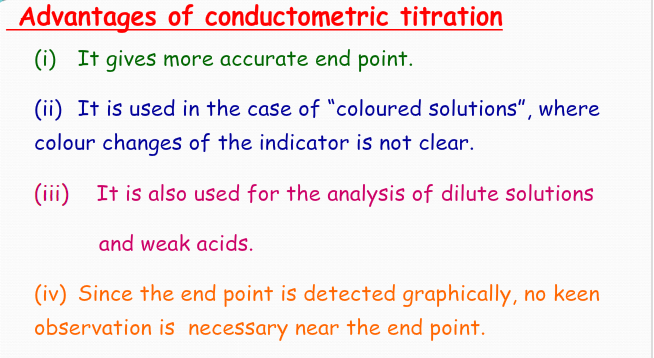 Advantages of conductometric titration
(i) It gives more accurate end point.
(ii) It is used in the case of “coloured solutions”, where
colour changes of the indicator is not clear.
(iii) It is also used for the analysis of dilute solutions
and weak acids.
(iv) Since the end point is detected graphically, no keen
observation is necessary near the end point.